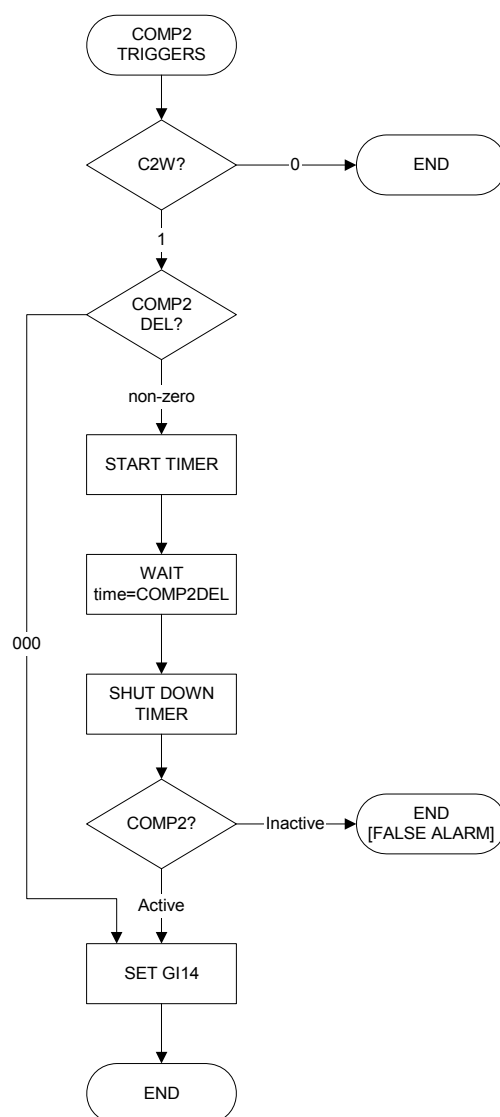 COMP2
TRIGGERS
C2W?
0
END
1
COMP2
DEL?
non-zero
START TIMER
WAIT
time=COMP2DEL
000
SHUT DOWN
TIMER
COMP2?
Inactive
END
[FALSE ALARM]
Active
SET GI14
END